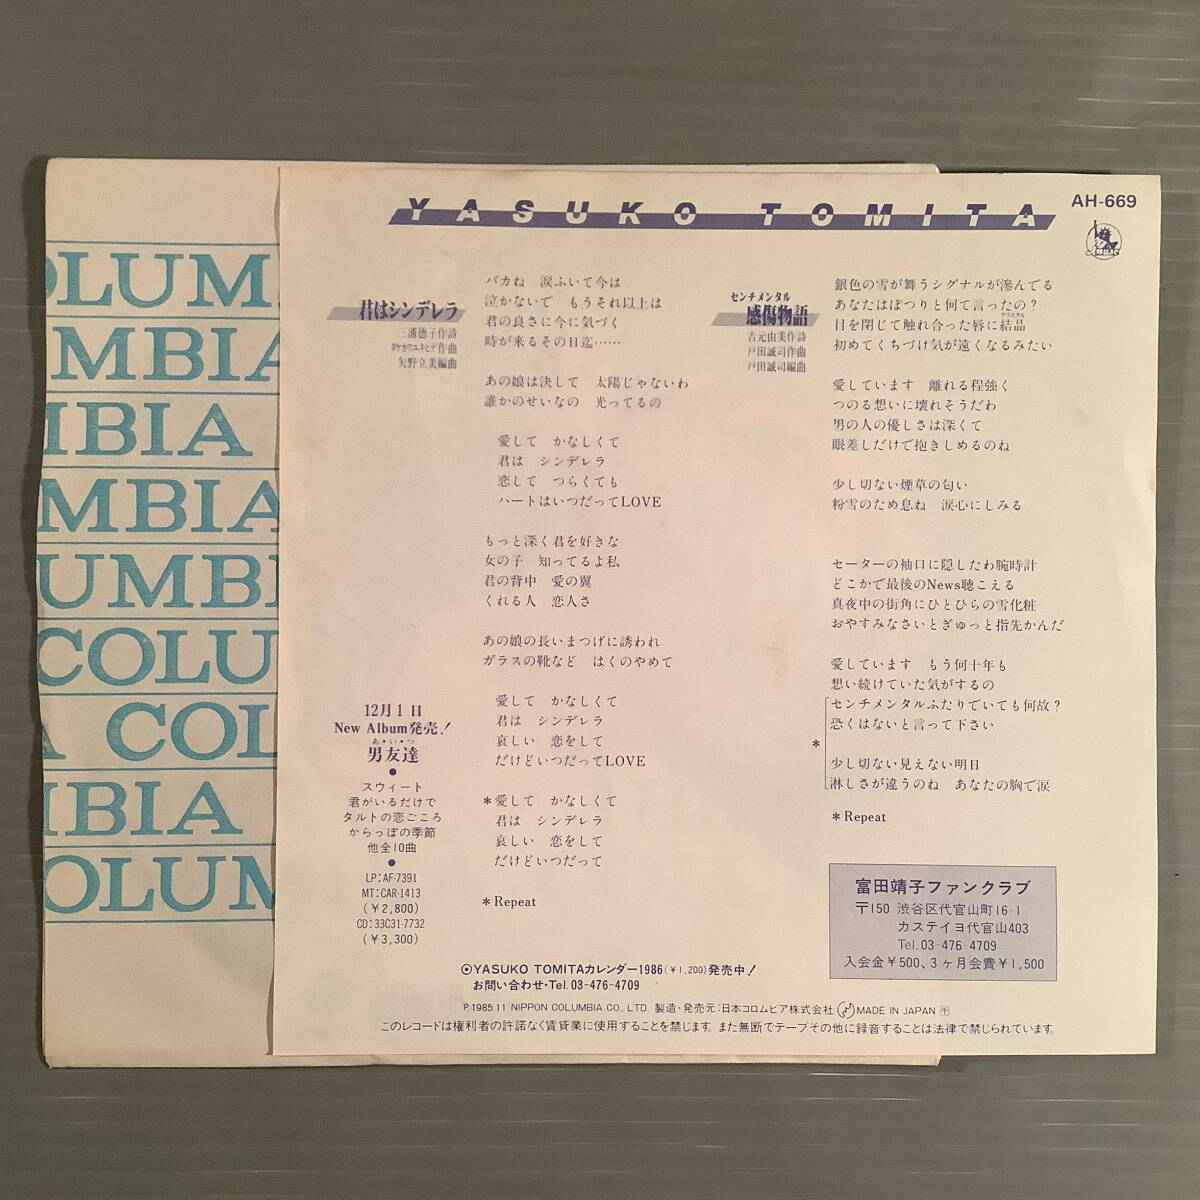 OLUM
MBIA
IBIA
MBIA
UMBI
COLU
A COL
MBIA
OLUM
YASUKO TOMITA
AH-669
君はシンデレラ
三浦徳子作詩
タケカワユキヒデ作曲
矢野立美編曲
バカね　涙ふいて今は
泣かないで　もうそれ以上は
君の良さに今に気づく
時が来るその日迄……
あの娘は決して　太陽じゃないわ
誰かのせいなの　光ってるの
愛して　かなしくて
君は　シンデレラ
恋して　つらくても
ハートはいつだってLOVE
もっと深く君を好きな
女の子　知ってるよ私
君の背中　愛の翼
くれる人　恋人さ
あの娘の長いまつげに誘われ
ガラスの靴など　はくのやめて
愛して　かなしくて
君は　シンデレラ
哀しい　恋をして
だけどいつだってLOVE
*愛して　かなしくて
君は　シンデレラ
哀しい　恋をして
だけどいつだって
*Repeat
センチメンタル
感傷物語
吉元由美作詩
戸田誠司作曲
戸田誠司編曲
銀色の雪が舞うシグナルが滲んでる
あなたはぽつりと何て言ったの？
クリスタル
目を閉じて触れ合った唇に結晶
初めてくちづけ気が遠くなるみたい
愛しています　離れる程強く
つのる想いに壊れそうだわ
男の人の優しさは深くて
眼差しだけで抱きしめるのね
少し切ない煙草の匂い
粉雪のため息ね　涙心にしみる
セーターの袖口に隠したわ腕時計
どこかで最後のNews聴こえる
真夜中の街角にひとひらの雪化粧
おやすみなさいとぎゅっと指先かんだ
愛しています　もう何十年も
想い続けていた気がするの
センチメンタルふたりでいても何故？
恐くはないと言って下さい
*
少し切ない見えない明日
淋しさが違うのね　あなたの胸で涙
*Repeat
12月1日
New Album発売！
あ・い・つ
男友達
●
スウィート
君がいるだけで
タルトの恋ごころ
からっぽの季節
他全10曲
●
LP:AF-7391
MT:CAR-1413
(￥2,800)
CD:33C31-7732
(￥3,300)
富田靖子ファンクラブ
〒150 渋谷区代官山町16-1
カステイヨ代官山403
Tel.03-476-4709
入会金￥500、3ヶ月会費￥1,500
◉YASUKO TOMITAカレンダー1986(￥1,200)発売中！
お問い合わせ・Tel.03-476-4709
Ⓟ1985.11 NIPPON COLUMBIA CO., LTD. 製造・発売元：日本コロムビア株式会社 MADE IN JAPAN
このレコードは権利者の許諾なく賃貸業に使用することを禁じます。また無断でテープその他に録音することは法律で禁じられています。